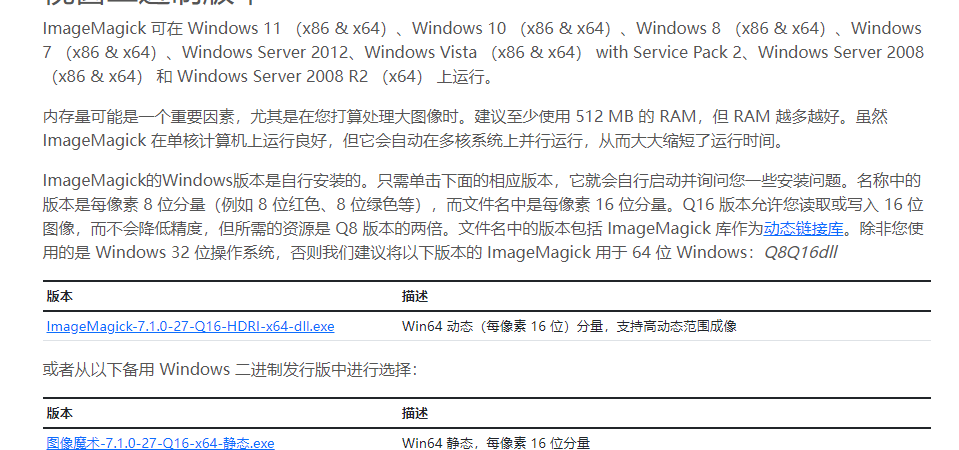 ImageMagick 可在 Windows 11 （x86 & x64）、Windows 10 （x86 & x64）、Windows 8 （x86 & x64）、Windows
7 （x86 & x64）、Windows Server 2012、Windows Vista （x86 & x64） with Service Pack 2、Windows Server 2008
（x86 & x64） 和 Windows Server 2008 R2 （x64） 上运行。
内存量可能是一个重要因素，尤其是在您打算处理大图像时。建议至少使用 512 MB 的 RAM，但 RAM 越多越好。虽然
ImageMagick 在单核计算机上运行良好，但它会自动在多核系统上并行运行，从而大大缩短了运行时间。
ImageMagick的Windows版本是自行安装的。只需单击下面的相应版本，它就会自行启动并询问您一些安装问题。名称中的
版本是每像素 8 位分量（例如 8 位红色、8 位绿色等），而文件名中是每像素 16 位分量。Q16 版本允许您读取或写入 16 位
图像，而不会降低精度，但所需的资源是 Q8 版本的两倍。文件名中的版本包括 ImageMagick 库作为动态链接库。除非您使
用的是 Windows 32 位操作系统，否则我们建议将以下版本的 ImageMagick 用于 64 位 Windows：Q8Q16dll
版本 描述
ImageMagick-7.1.0-27-Q16-HDRI-x64-dll.exe Win64 动态（每像素 16 位）分量，支持高动态范围成像
或者从以下备用 Windows 二进制发行版中进行选择：
版本 描述
图像魔术-7.1.0-27-Q16-x64-静态.exe Win64 静态，每像素 16 位分量